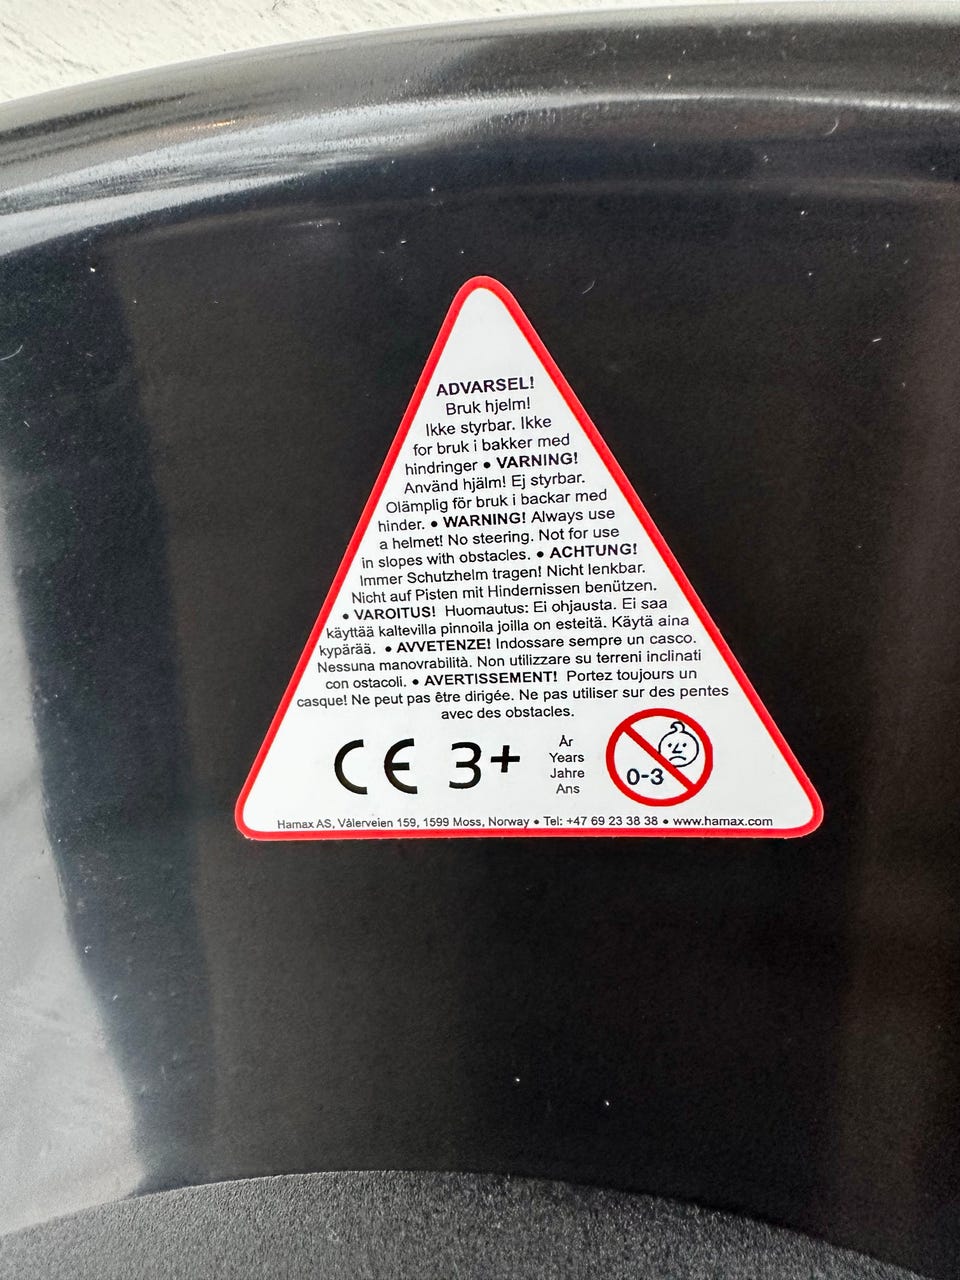 ADVARSEL!
Bruk hjelm!
Ikke styrbar. Ikke
for bruk i bakker med
hindringer • VARNING!
Använd hjälm! Ej styrbar.
Olämplig för bruk i backar med
hinder. • WARNING! Always use
a helmet! No steering. Not for use
in slopes with obstacles. • ACHTUNG!
Immer Schutzhelm tragen! Nicht lenkbar.
Nicht auf Pisten mit Hindernissen benützen.
• VAROITUS! Huomautus: Ei ohjausta. Ei saa
käyttää kaltevilla pinnoila joilla on esteitä. Käytä aina
kypärää. • AVVETENZE! Indossare sempre un casco.
Nessuna manovrabilità. Non utilizzare su terreni inclinati
con ostacoli. • AVERTISSEMENT! Portez toujours un
casque! Ne peut pas être dirigée. Ne pas utiliser sur des pentes
avec des obstacles.
CE 3+
År
Years
Jahre
Ans
0-3
Hamax AS, Vålerveien 159, 1599 Moss, Norway • Tel: +47 69 23 38 38 • www.hamax.com